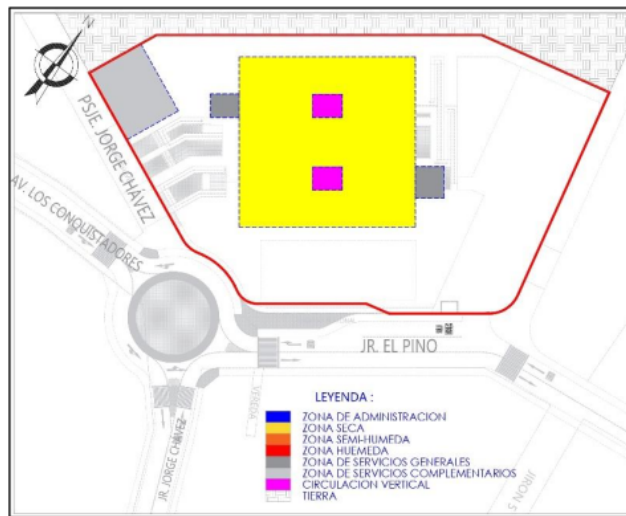 PSJE. JORGE CHÁVEZ
AV. LOS CONQUISTADORES
JR. EL PINO
VEREDA
JR. JORGE CHÁVEZ
JIRON S
LEYENDA :
ZONA DE ADMINISTRACION
ZONA SECA
ZONA SEMI-HUMEDA
ZONA HUEMEDA
ZONA DE SERVICIOS GENERALES
ZONA DE SERVICIOS COMPLEMENTARIOS
CIRCULACION VERTICAL
TIERRA